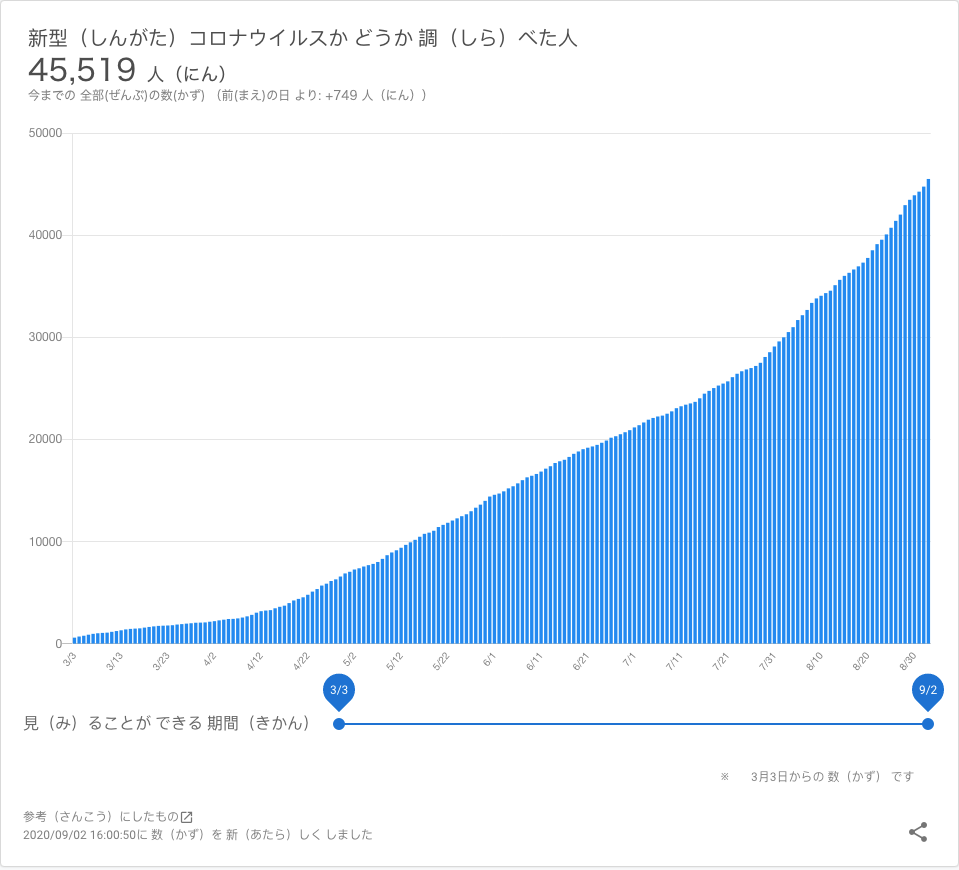 新型（しんがた）コロナウイルスか どうか 調（しら）べた人
45,519 人（にん）
今までの 全部(ぜんぶ)の数(かず) （前(まえ)の日 より: +749 人（にん））
50000
40000
30000
20000
10000
0
3/3 3/13 3/23 4/2 4/12 4/22 5/2 5/12 5/22 6/1 6/11 6/21 7/1 7/11 7/21 7/31 8/10 8/20 8/30
3/3 9/2
見（み）ることが できる 期間（きかん）
※ 3月3日からの 数（かず） です
参考（さんこう）にしたもの
2020/09/02 16:00:50に 数（かず）を 新（あたら）しく しました